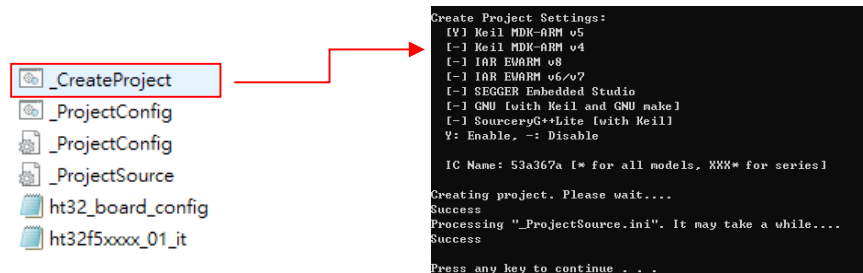 _CreateProject
_ProjectConfig
_ProjectConfig
_ProjectSource
ht32_board_config
ht32f5xxxx_01_it
Create Project Settings:
[Y] Keil MDK-ARM v5
[-] Keil MDK-ARM v4
[-] IAR EWARM v8
[-] IAR EWARM v6/v7
[-] SEGGER Embedded Studio
[-] GNU [with Keil and GNU make]
[-] SourceryG++Lite [with Keil]
Y: Enable, -: Disable
IC Name: 53a367a [* for all models, XXX* for series]
Creating project. Please wait....
Success
Processing "_ProjectSource.ini". It may take a while....
Success
Press any key to continue . . .